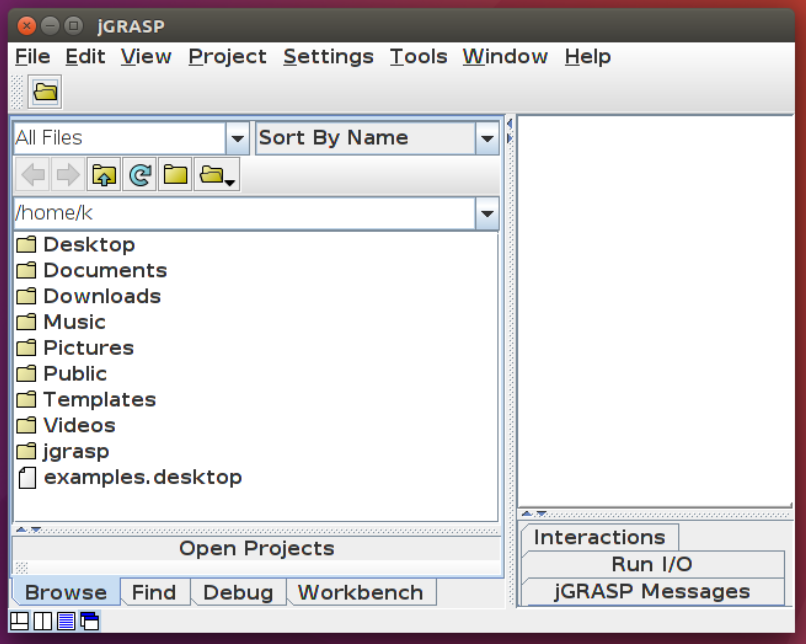 jGRASP
File Edit View Project Settings Tools Window Help
All Files Sort By Name
/home/k
Desktop
Documents
Downloads
Music
Pictures
Public
Templates
Videos
jgrasp
examples.desktop
Open Projects
Browse Find Debug Workbench
Interactions
Run I/O
jGRASP Messages